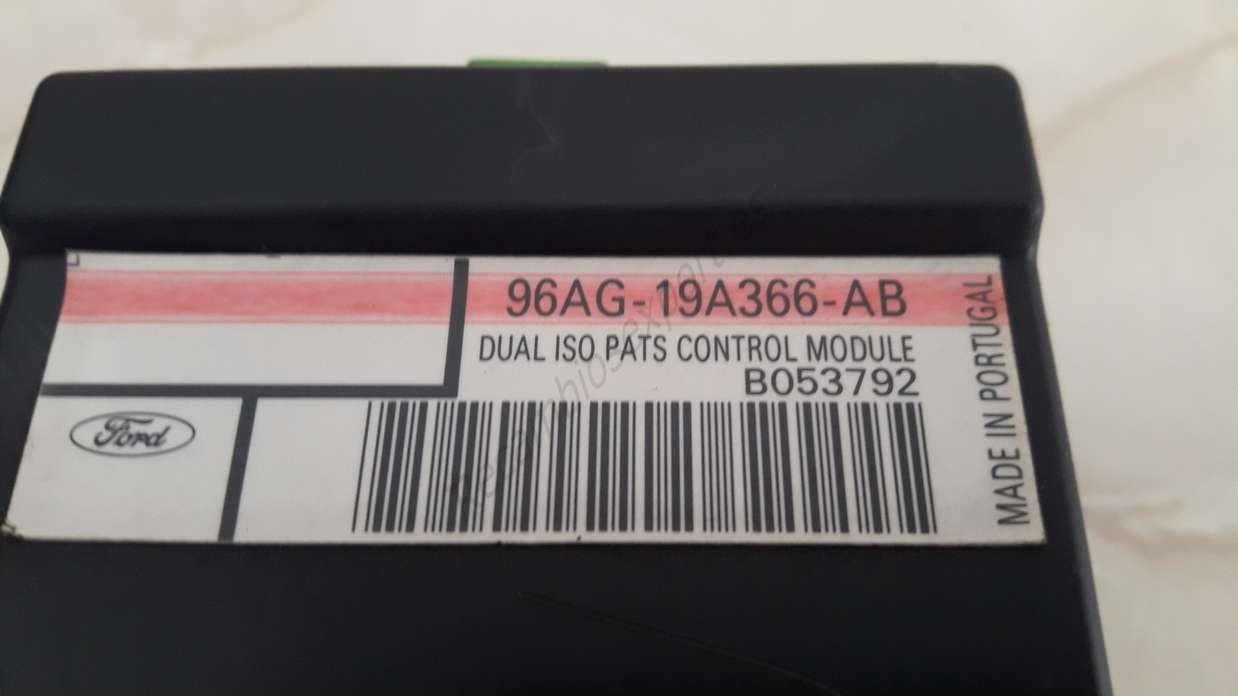 96AG-19A366-AB
DUAL ISO PATS CONTROL MODULE
B053792
Ford
MADE IN PORTUGAL